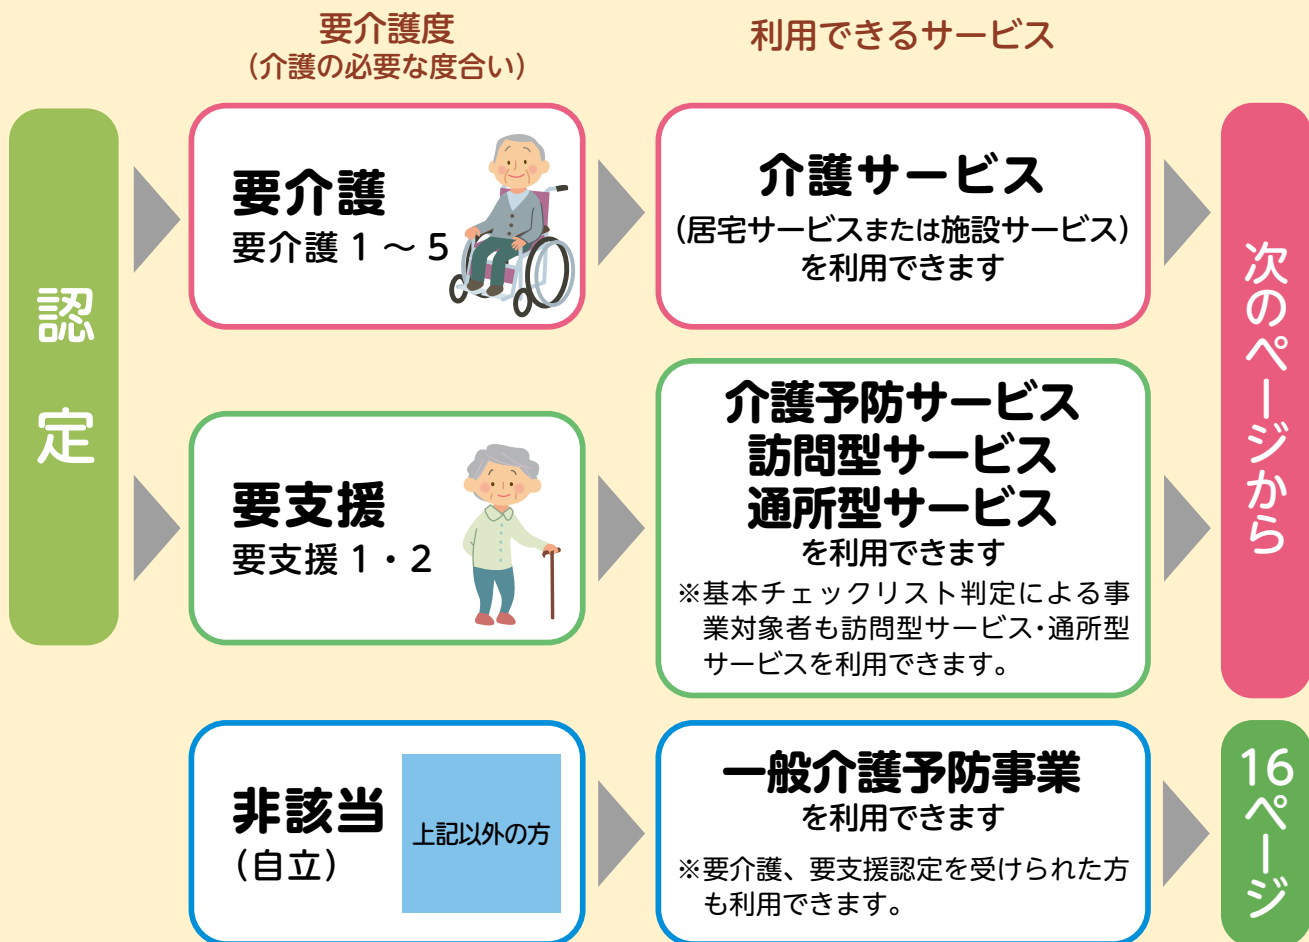 要介護度
（介護の必要な度合い）
利用できるサービス
認定
要介護
要介護 1 ～ 5
介護サービス
（居宅サービスまたは施設サービス）
を利用できます
要支援
要支援 1・2
介護予防サービス
訪問型サービス
通所型サービス
を利用できます
※基本チェックリスト判定による事
業対象者も訪問型サービス・通所型
サービスを利用できます。
次のページから
非該当
（自立）
上記以外の方
一般介護予防事業
を利用できます
※要介護、要支援認定を受けられた方
も利用できます。
16ページ